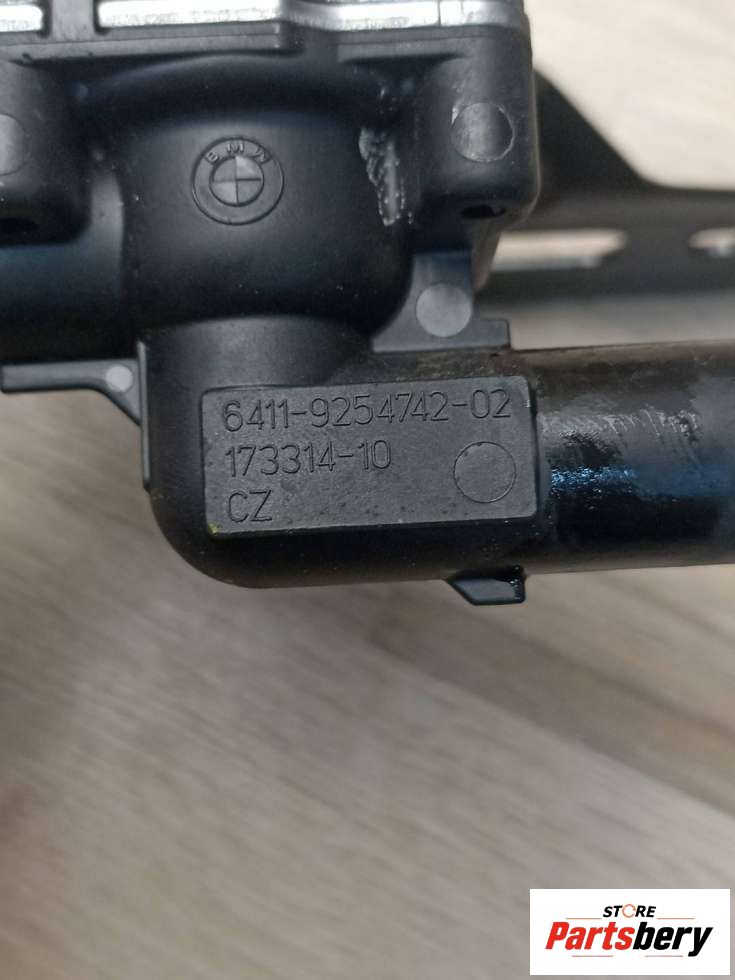 BMW
6411-9254742-02
173314-10
CZ
STORE
Partsbery